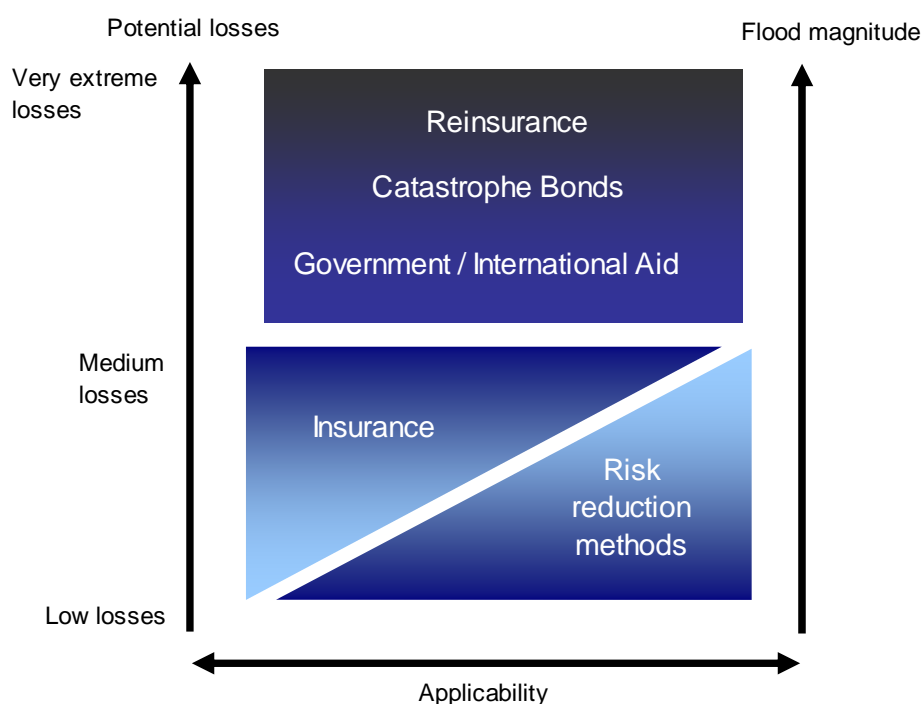 Potential losses
Flood magnitude
Very extreme
losses
Reinsurance
Catastrophe Bonds
Government / International Aid
Medium
losses
Insurance
Risk
reduction
methods
Low losses
Applicability